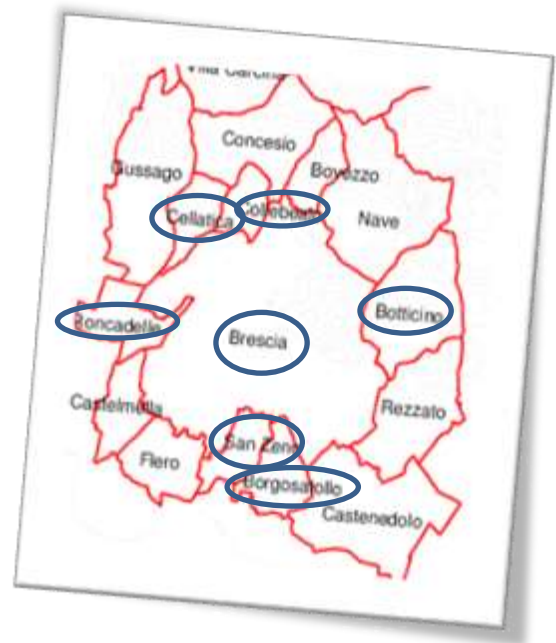 Concesio
Gussago
Bovezzo
Cellatica
Collebeato
Nave
Roncadelle
Brescia
Botticino
Castelmella
Rezzato
San Zeno
Flero
Borgosatollo
Castenedolo